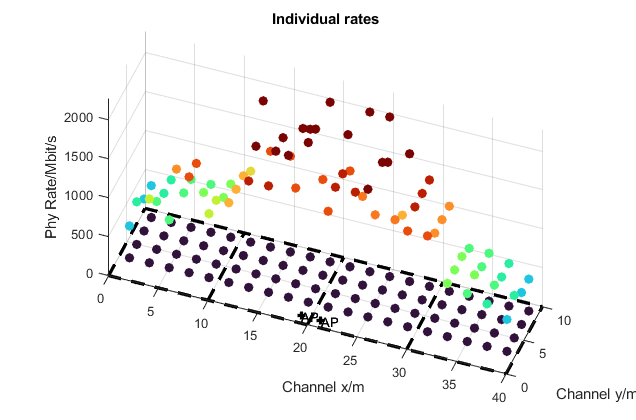 Individual rates
2000
1500
1000
500
0
Phy Rate/Mbit/s
0
5
10
15
20
25
30
35
40
Channel x/m
0
5
10
Channel y/m
AP
AP